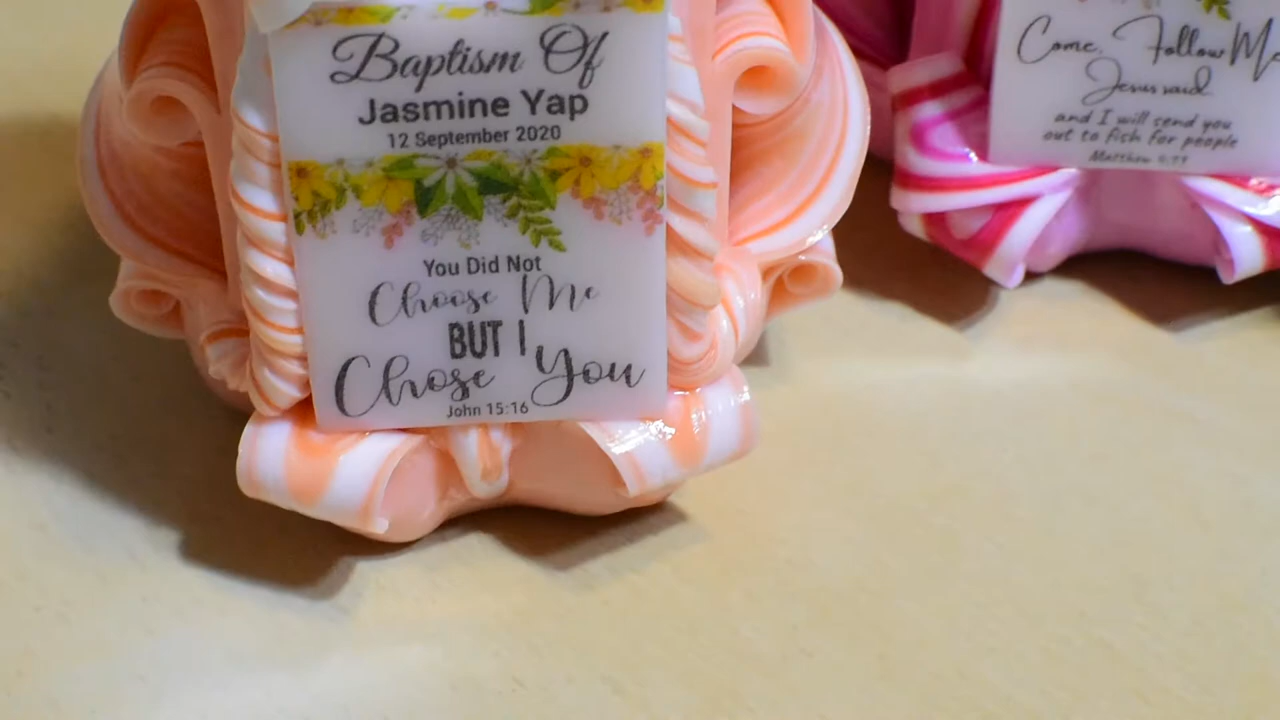 Baptism Of
Jasmine Yap
12 September 2020
You Did Not
Choose Me
BUT I
Chose You
John 15:16
Come, Follow Me
Jesus said
and I will send you
out to fish for people
Matthew